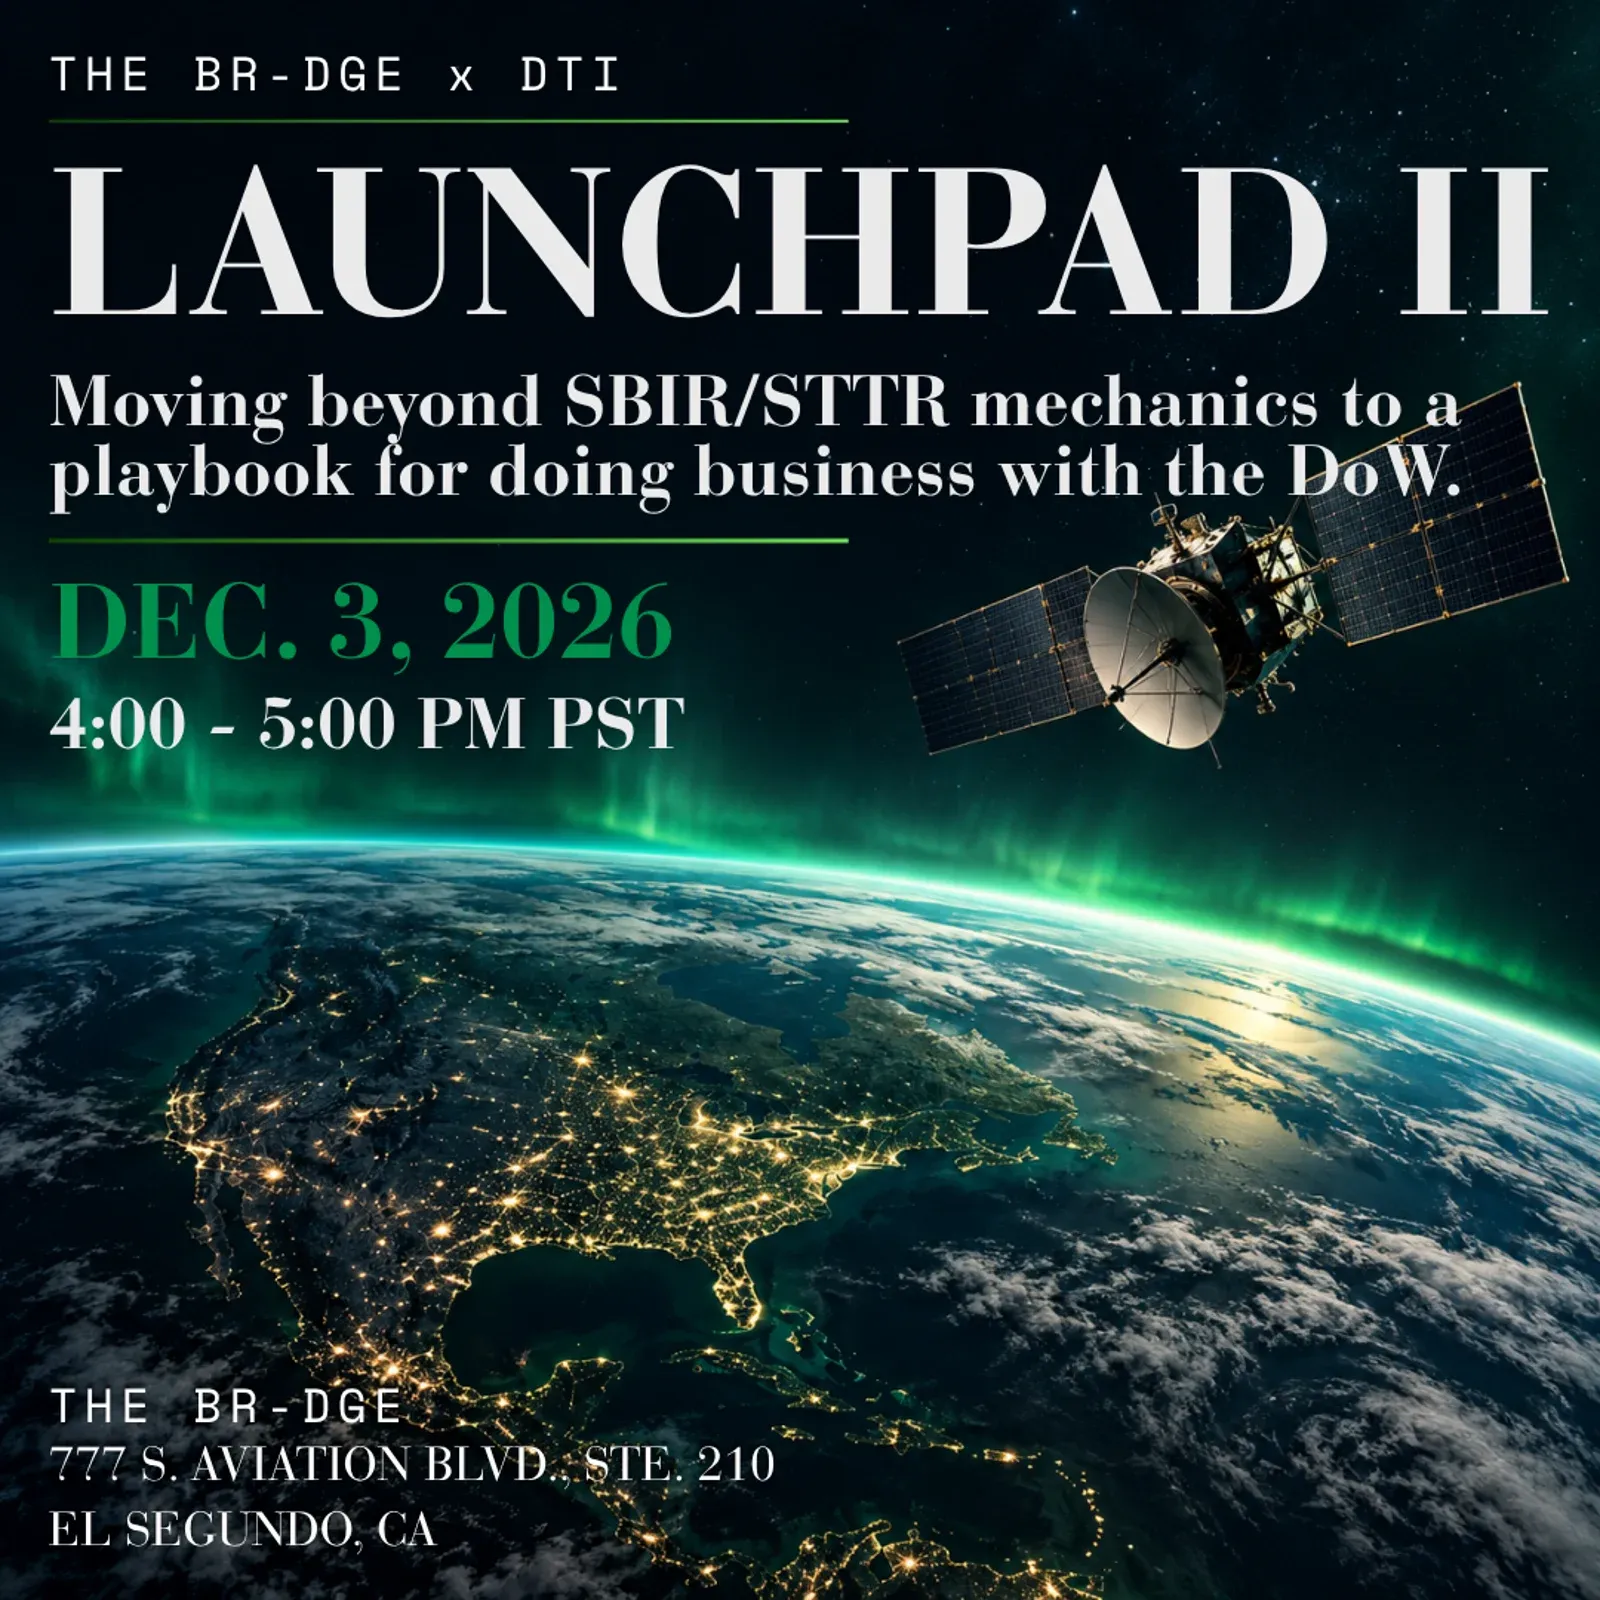 THE BR-DGE x DTI
LAUNCHPAD II
Moving beyond SBIR/STTR mechanics to a
playbook for doing business with the DoW.
DEC. 3, 2026
4:00 - 5:00 PM PST
THE BR-DGE
777 S. AVIATION BLVD., STE. 210
EL SEGUNDO, CA